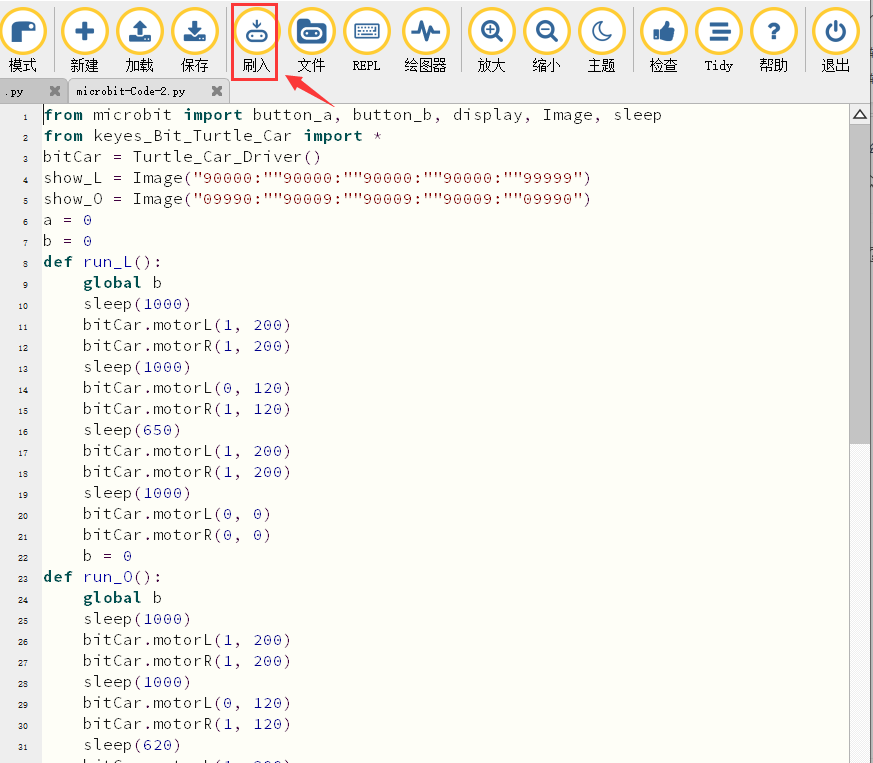 模式 新建 加载 保存 刷入 文件 REPL 绘图器 放大 缩小 主题 检查 Tidy 帮助 退出
.py microbit-Code-2.py
1 from microbit import button_a, button_b, display, Image, sleep
2 from keyes_Bit_Turtle_Car import *
3 bitCar = Turtle_Car_Driver()
4 show_L = Image("90000:""90000:""90000:""90000:""99999")
5 show_O = Image("09990:""90009:""90009:""90009:""09990")
6 a = 0
7 b = 0
8 def run_L():
9 global b
10 sleep(1000)
11 bitCar.motorL(1, 200)
12 bitCar.motorR(1, 200)
13 sleep(1000)
14 bitCar.motorL(0, 120)
15 bitCar.motorR(1, 120)
16 sleep(650)
17 bitCar.motorL(1, 200)
18 bitCar.motorR(1, 200)
19 sleep(1000)
20 bitCar.motorL(0, 0)
21 bitCar.motorR(0, 0)
22 b = 0
23 def run_O():
24 global b
25 sleep(1000)
26 bitCar.motorL(1, 200)
27 bitCar.motorR(1, 200)
28 sleep(1000)
29 bitCar.motorL(0, 120)
30 bitCar.motorR(1, 120)
31 sleep(620)